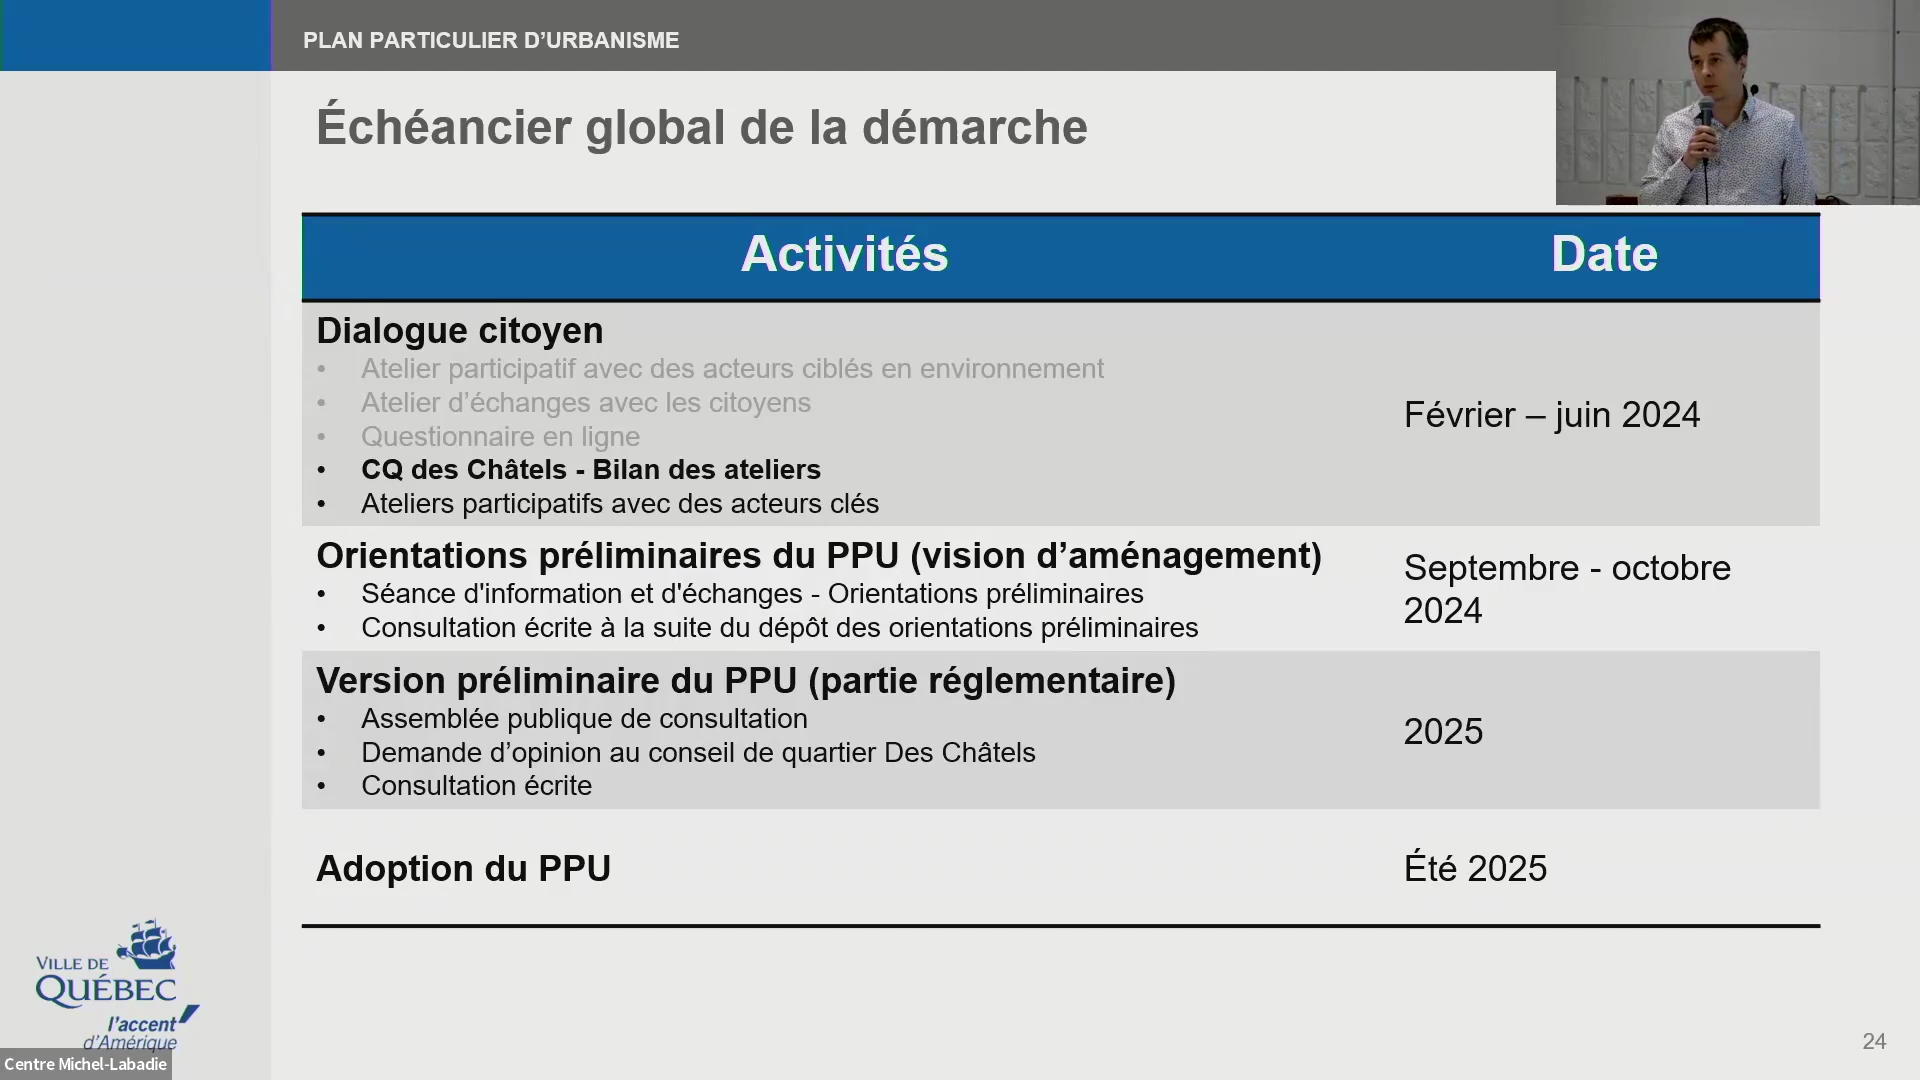 PLAN PARTICULIER D’URBANISME
Échéancier global de la démarche
Activités
Date
Dialogue citoyen
• Atelier participatif avec des acteurs ciblés en environnement
• Atelier d’échanges avec les citoyens
• Questionnaire en ligne
• CQ des Châtels - Bilan des ateliers
• Ateliers participatifs avec des acteurs clés
Février – juin 2024
Orientations préliminaires du PPU (vision d’aménagement)
• Séance d'information et d'échanges - Orientations préliminaires
• Consultation écrite à la suite du dépôt des orientations préliminaires
Septembre - octobre
2024
Version préliminaire du PPU (partie réglementaire)
• Assemblée publique de consultation
• Demande d’opinion au conseil de quartier Des Châtels
• Consultation écrite
2025
Adoption du PPU
Été 2025
VILLE DE
QUÉBEC
l'accent
d'Amérique
Centre Michel-Labadie
24